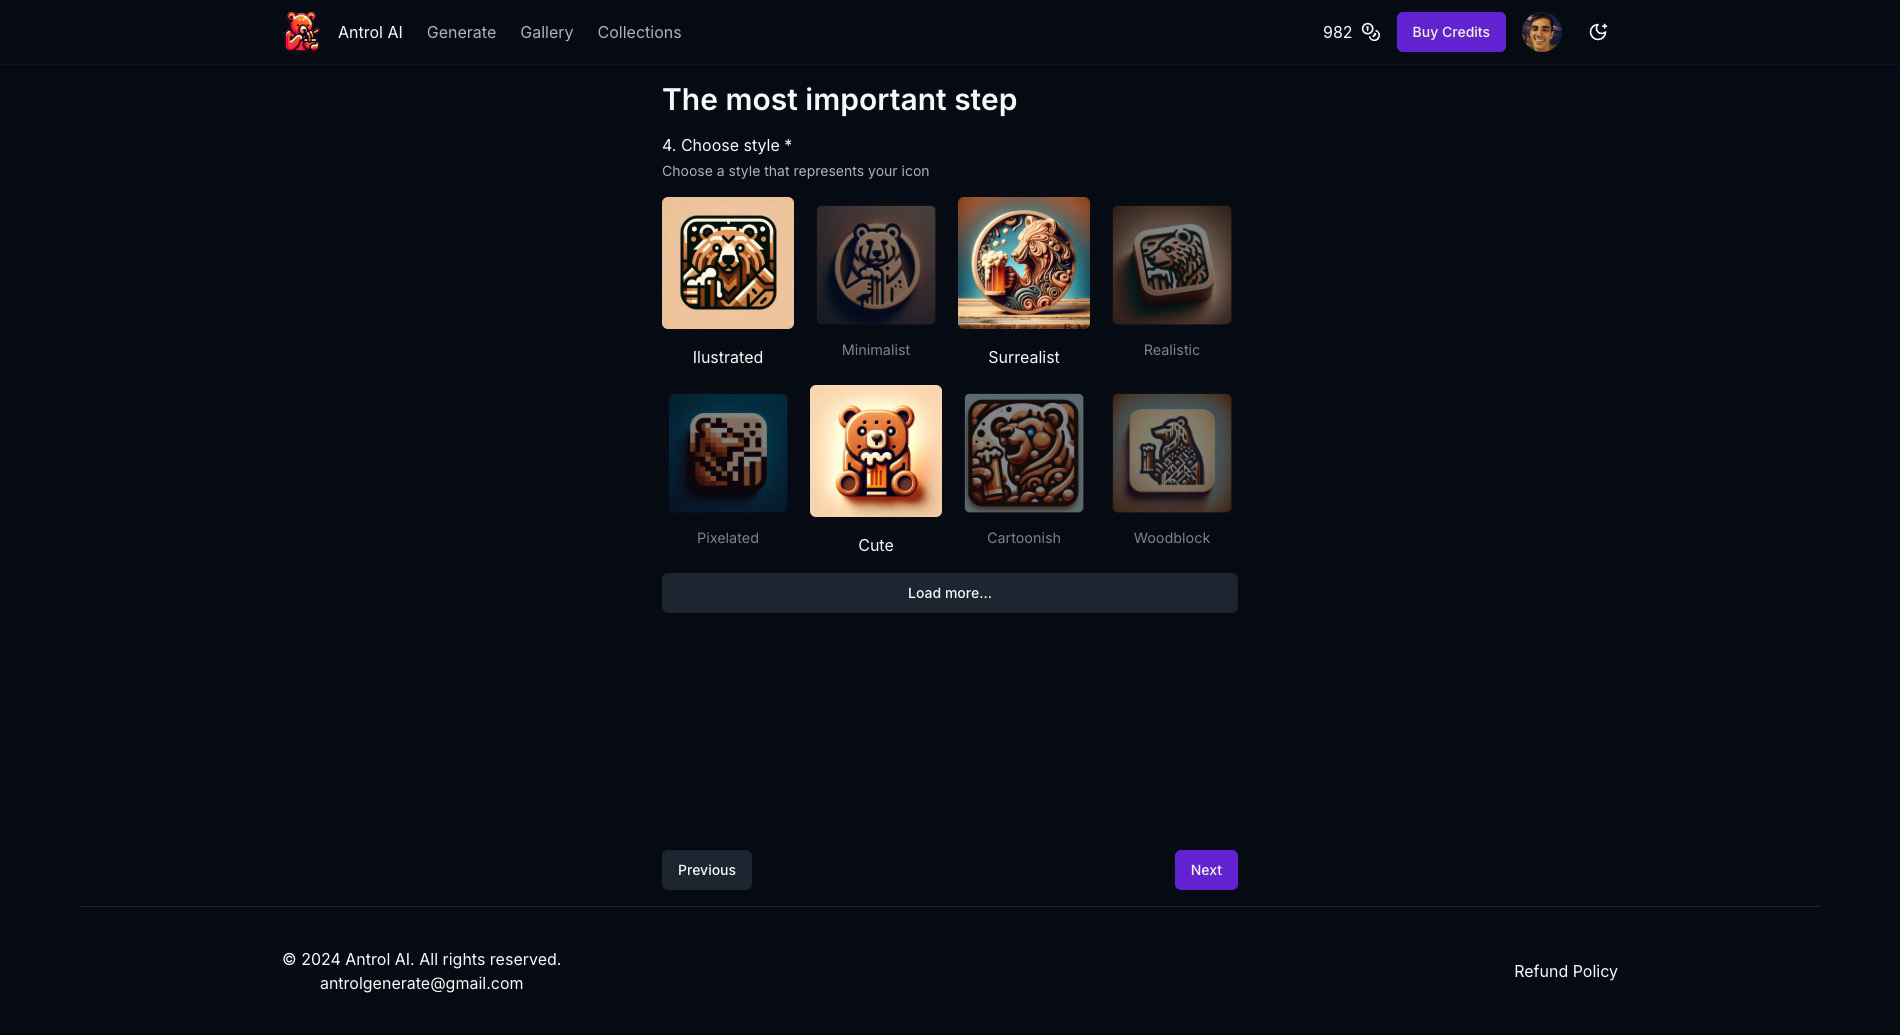 Antrol AI Generate Gallery Collections 982 Buy Credits
The most important step
4. Choose style *
Choose a style that represents your icon
Ilustrated Minimalist Surrealist Realistic
Pixelated Cute Cartoonish Woodblock
Load more...
Previous Next
© 2024 Antrol AI. All rights reserved.
antrolgenerate@gmail.com
Refund Policy